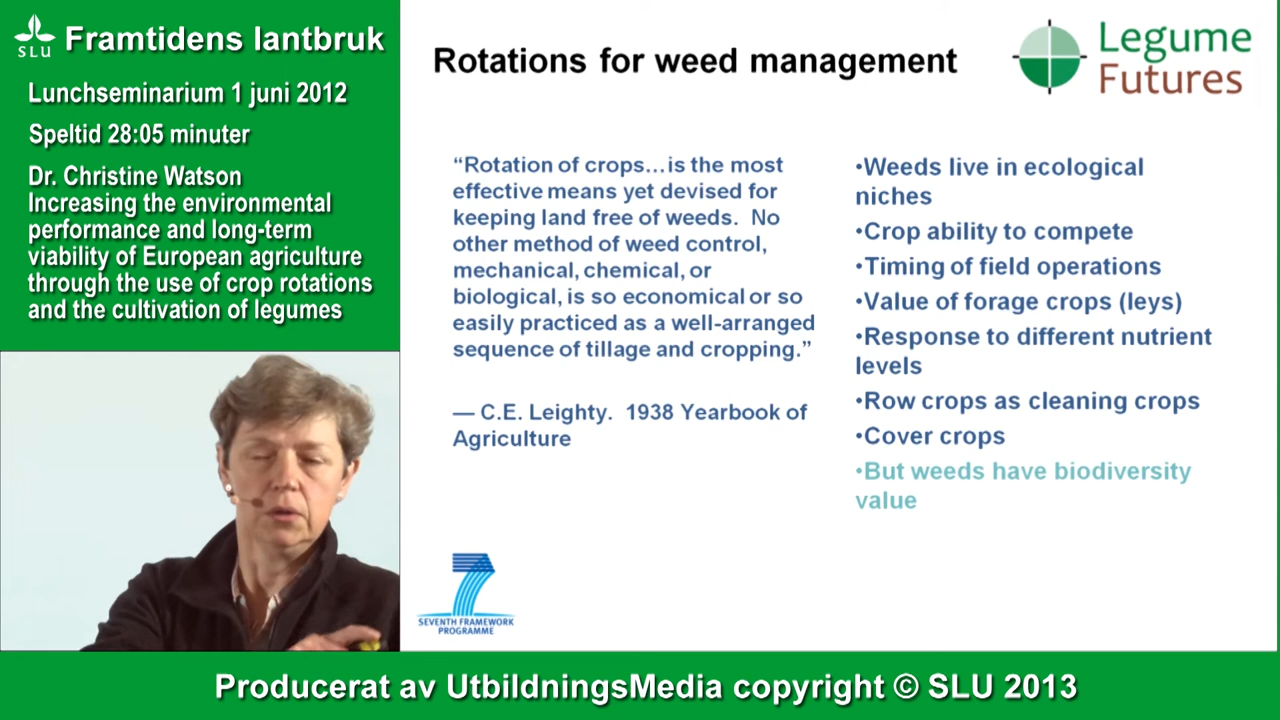 SLU
Framtidens lantbruk
Lunchseminarium 1 juni 2012
Speltid 28:05 minuter
Dr. Christine Watson
Increasing the environmental
performance and long-term
viability of European agriculture
through the use of crop rotations
and the cultivation of legumes
Rotations for weed management
Legume
Futures
“Rotation of crops…is the most
effective means yet devised for
keeping land free of weeds. No
other method of weed control,
mechanical, chemical, or
biological, is so economical or so
easily practiced as a well-arranged
sequence of tillage and cropping.”
— C.E. Leighty. 1938 Yearbook of
Agriculture
•Weeds live in ecological
niches
•Crop ability to compete
•Timing of field operations
•Value of forage crops (leys)
•Response to different nutrient
levels
•Row crops as cleaning crops
•Cover crops
•But weeds have biodiversity
value
7
SEVENTH FRAMEWORK
PROGRAMME
Producerat av UtbildningsMedia copyright © SLU 2013